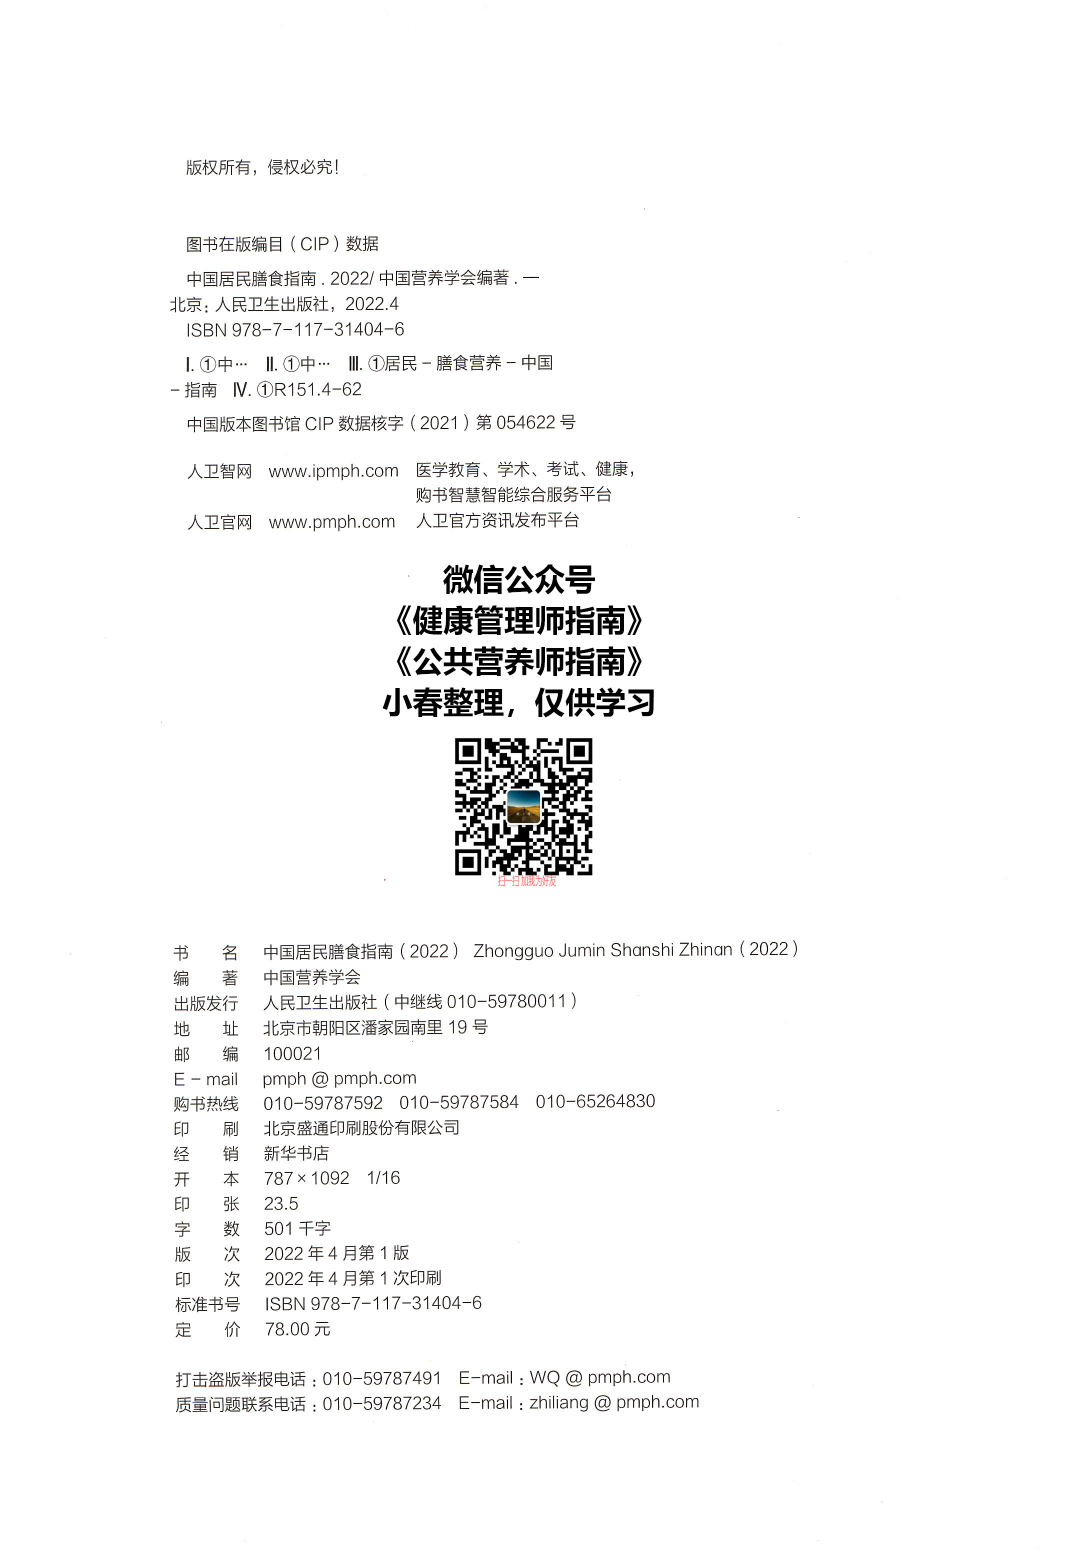 版权所有，侵权必究！
图书在版编目（CIP）数据
中国居民膳食指南 . 2022/ 中国营养学会编著 . —
北京：人民卫生出版社，2022.4
ISBN 978-7-117-31404-6
Ⅰ. ①中… Ⅱ. ①中… Ⅲ. ①居民 – 膳食营养 – 中国
– 指南 Ⅳ. ①R151.4-62
中国版本图书馆 CIP 数据核字（2021）第 054622 号
人卫智网 www.ipmph.com 医学教育、学术、考试、健康，
购书智慧智能综合服务平台
人卫官网 www.pmph.com 人卫官方资讯发布平台
微信公众号
《健康管理师指南》
《公共营养师指南》
小春整理，仅供学习
扫一扫 加我为好友
书 名 中国居民膳食指南（2022） Zhongguo Jumin Shanshi Zhinan（2022）
编 著 中国营养学会
出版发行 人民卫生出版社（中继线 010-59780011）
地 址 北京市朝阳区潘家园南里 19 号
邮 编 100021
E - mail pmph @ pmph.com
购书热线 010-59787592 010-59787584 010-65264830
印 刷 北京盛通印刷股份有限公司
经 销 新华书店
开 本 787 × 1092 1/16
印 张 23.5
字 数 501 千字
版 次 2022 年 4 月第 1 版
印 次 2022 年 4 月第 1 次印刷
标准书号 ISBN 978-7-117-31404-6
定 价 78.00 元
打击盗版举报电话：010-59787491 E-mail：WQ @ pmph.com
质量问题联系电话：010-59787234 E-mail：zhiliang @ pmph.com